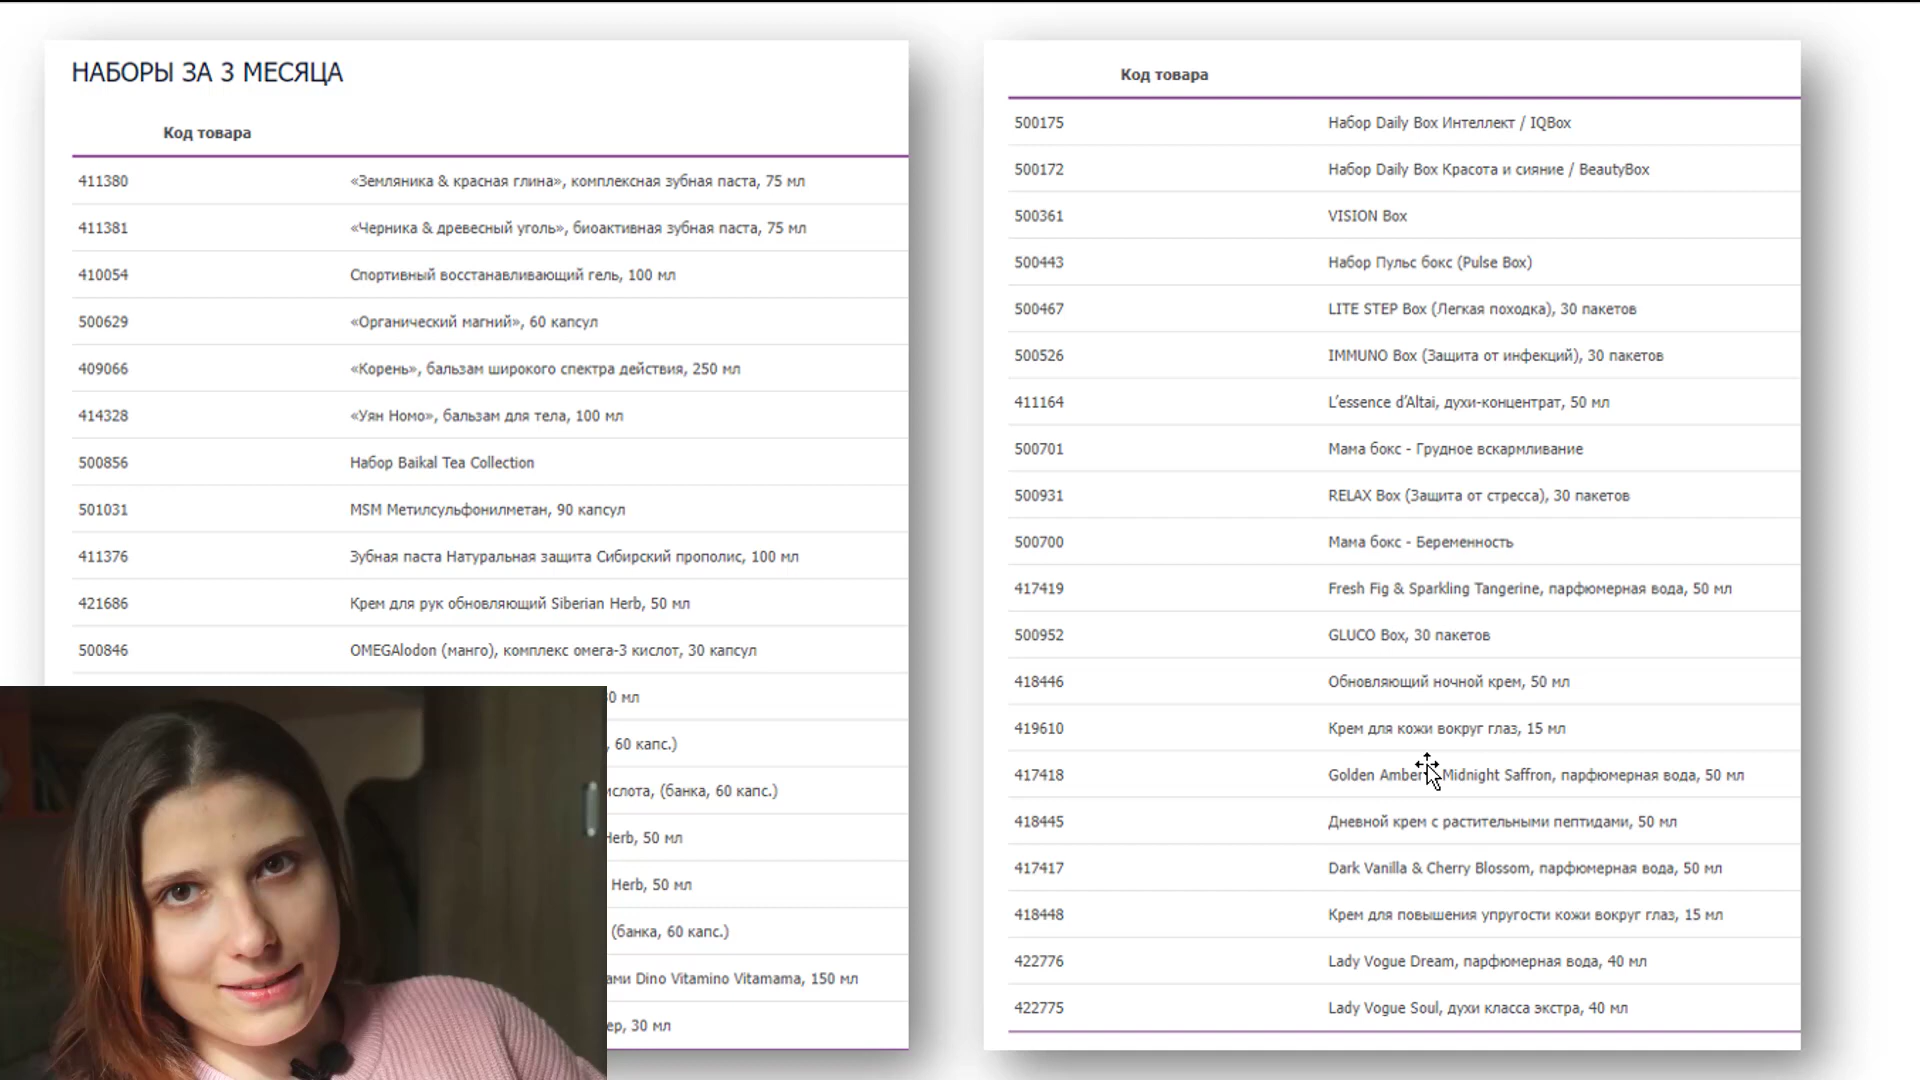 НАБОРЫ ЗА 3 МЕСЯЦА
Код товара
411380 «Земляника & красная глина», комплексная зубная паста, 75 мл
411381 «Черника & древесный уголь», биоактивная зубная паста, 75 мл
410054 Спортивный восстанавливающий гель, 100 мл
500629 «Органический магний», 60 капсул
409066 «Корень», бальзам широкого спектра действия, 250 мл
414328 «Уян Номо», бальзам для тела, 100 мл
500856 Набор Baikal Tea Collection
501031 MSM Метилсульфонилметан, 90 капсул
411376 Зубная паста Натуральная защита Сибирский прополис, 100 мл
421686 Крем для рук обновляющий Siberian Herb, 50 мл
500846 OMEGAlodon (манго), комплекс омега-3 кислот, 30 капсул
0 мл
, 60 капс.)
ислота, (банка, 60 капс.)
Herb, 50 мл
Herb, 50 мл
(банка, 60 капс.)
ами Dino Vitamino Vitamama, 150 мл
ер, 30 мл
Код товара
500175 Набор Daily Box Интеллект / IQBox
500172 Набор Daily Box Красота и сияние / BeautyBox
500361 VISION Box
500443 Набор Пульс бокс (Pulse Box)
500467 LITE STEP Box (Легкая походка), 30 пакетов
500526 IMMUNO Box (Защита от инфекций), 30 пакетов
411164 L’essence d’Altai, духи-концентрат, 50 мл
500701 Мама бокс - Грудное вскармливание
500931 RELAX Box (Защита от стресса), 30 пакетов
500700 Мама бокс - Беременность
417419 Fresh Fig & Sparkling Tangerine, парфюмерная вода, 50 мл
500952 GLUCO Box, 30 пакетов
418446 Обновляющий ночной крем, 50 мл
419610 Крем для кожи вокруг глаз, 15 мл
417418 Golden Amber Midnight Saffron, парфюмерная вода, 50 мл
418445 Дневной крем с растительными пептидами, 50 мл
417417 Dark Vanilla & Cherry Blossom, парфюмерная вода, 50 мл
418448 Крем для повышения упругости кожи вокруг глаз, 15 мл
422776 Lady Vogue Dream, парфюмерная вода, 40 мл
422775 Lady Vogue Soul, духи класса экстра, 40 мл